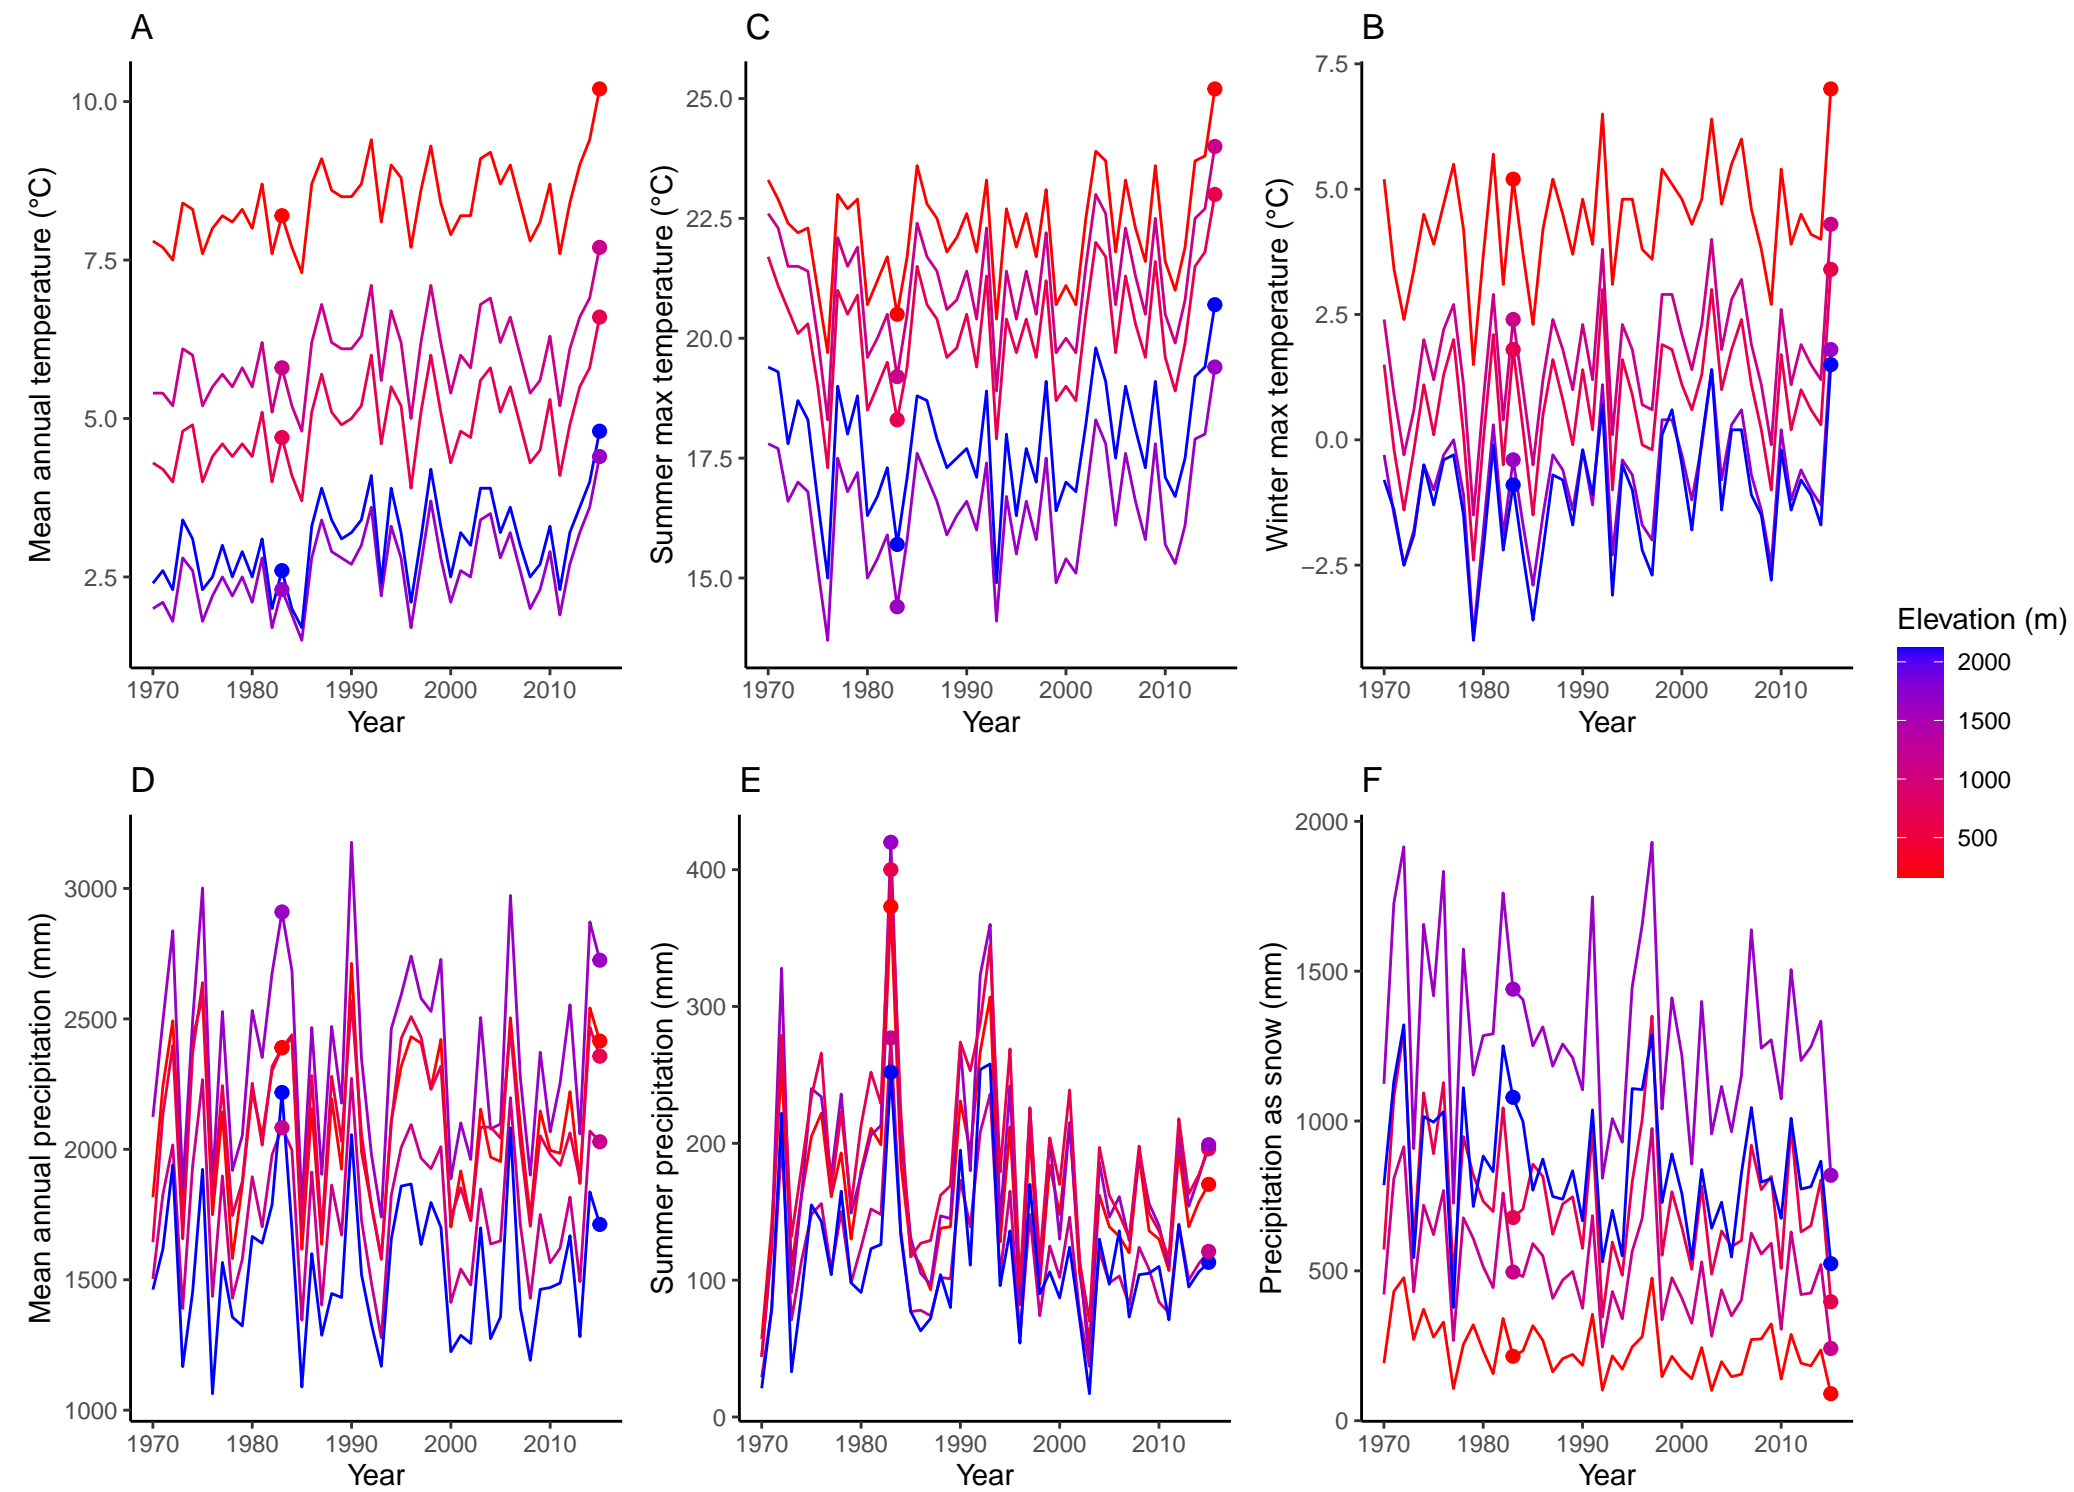 A
Mean annual temperature (°C)
10.0
7.5
5.0
2.5
1970 1980 1990 2000 2010
Year
C
Summer max temperature (°C)
25.0
22.5
20.0
17.5
15.0
1970 1980 1990 2000 2010
Year
B
Winter max temperature (°C)
7.5
5.0
2.5
0.0
−2.5
1970 1980 1990 2000 2010
Year
D
Mean annual precipitation (mm)
3000
2500
2000
1500
1000
1970 1980 1990 2000 2010
Year
E
Summer precipitation (mm)
400
300
200
100
0
1970 1980 1990 2000 2010
Year
F
Precipitation as snow (mm)
2000
1500
1000
500
0
1970 1980 1990 2000 2010
Year
Elevation (m)
2000
1500
1000
500